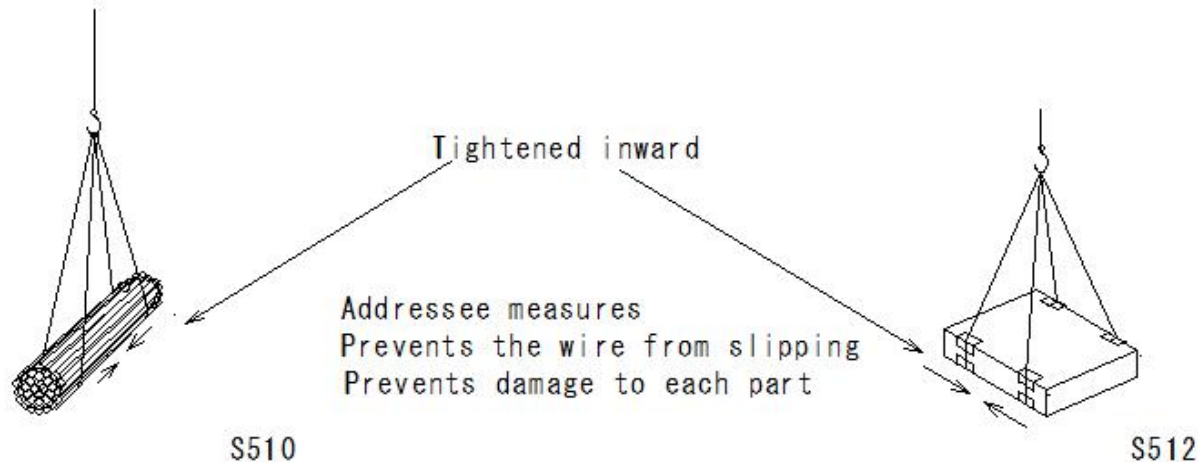 Tightened inward
Addressee measures
Prevents the wire from slipping
Prevents damage to each part
S510
S512